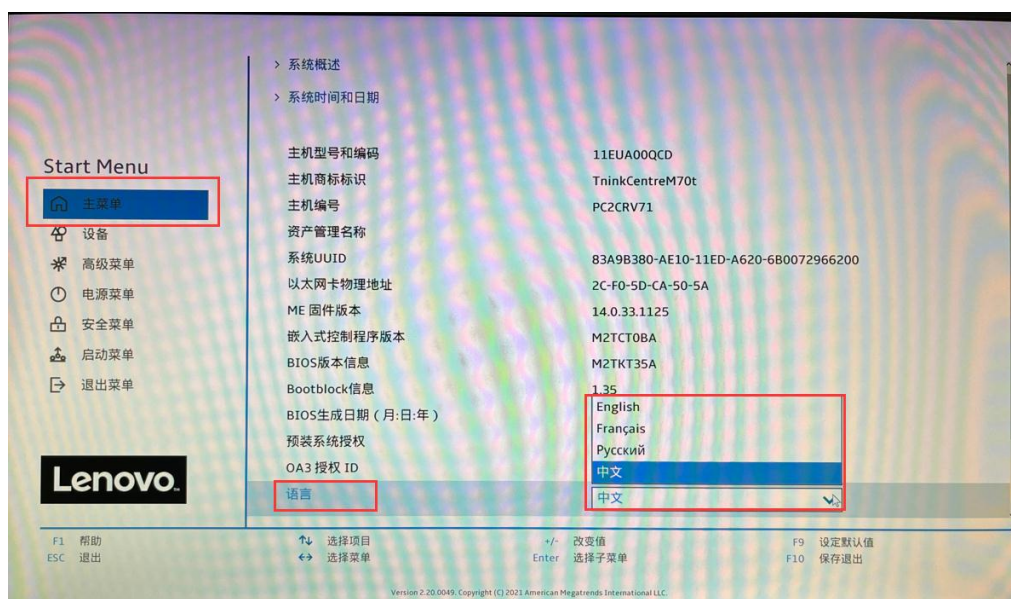 > 系统概述
> 系统时间和日期
Start Menu
主菜单
设备
高级菜单
电源菜单
安全菜单
启动菜单
退出菜单
Lenovo.
主机型号和编码 11EUA00QCD
主机商标标识 TninkCentreM70t
主机编号 PC2CRV71
资产管理名称
系统UUID 83A9B380-AE10-11ED-A620-6B0072966200
以太网卡物理地址 2C-F0-5D-CA-50-5A
ME 固件版本 14.0.33.1125
嵌入式控制程序版本 M2TCT0BA
BIOS版本信息 M2TKT35A
Bootblock信息 1.35
BIOS生成日期 ( 月:日:年 )
预装系统授权
OA3 授权 ID
语言
English
Français
Русский
中文
中文
F1 帮助 ↑↓ 选择项目 +/- 改变值 F9 设定默认值
ESC 退出 ←→ 选择菜单 Enter 选择子菜单 F10 保存退出
Version 2.20.0049. Copyright (C) 2021 American Megatrends International LLC.